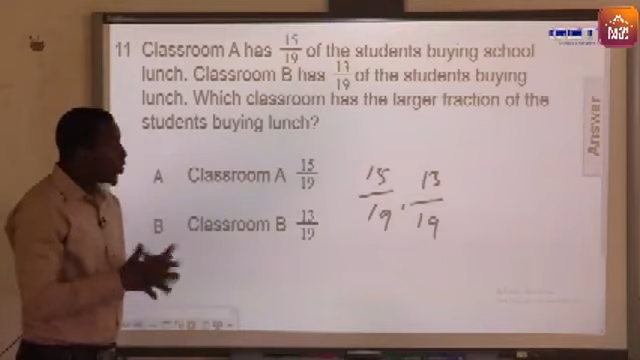 11 Classroom A has 15/19 of the students buying school
lunch. Classroom B has 13/19 of the students buying
lunch. Which classroom has the larger fraction of the
students buying lunch?
A Classroom A 15/19
B Classroom B 13/19
15/19, 13/19
Answer